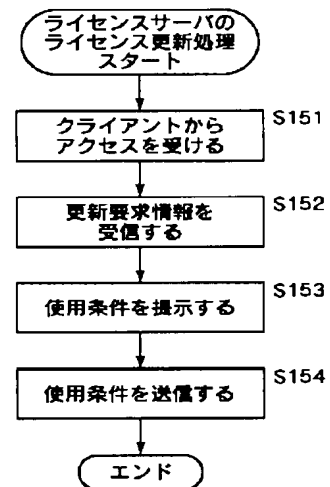 ライセンスサーバの
ライセンス更新処理
スタート
クライアントから
アクセスを受ける
S151
更新要求情報を
受信する
S152
使用条件を提示する
S153
使用条件を送信する
S154
エンド